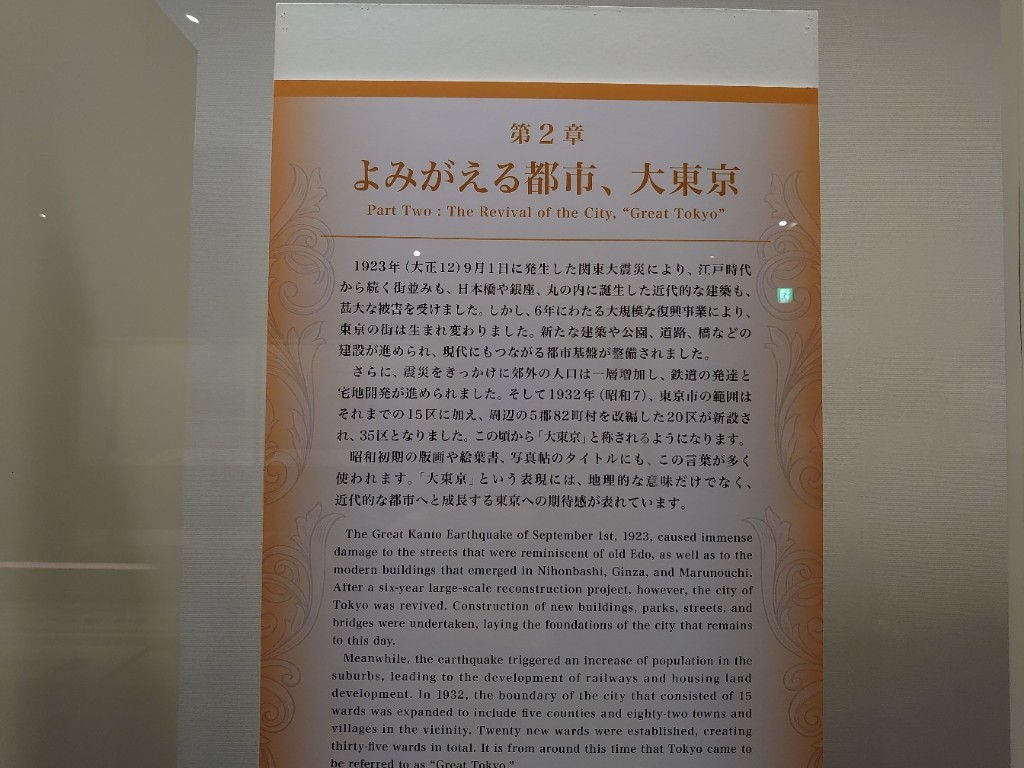 第2章
よみがえる都市、大東京
Part Two : The Revival of the City, “Great Tokyo”
1923年（大正12）9月1日に発生した関東大震災により、江戸時代
から続く街並みも、日本橋や銀座、丸の内に誕生した近代的な建築も、
甚大な被害を受けました。しかし、6年にわたる大規模な復興事業により、
東京の街は生まれ変わりました。新たな建築や公園、道路、橋などの
建設が進められ、現代にもつながる都市基盤が整備されました。
さらに、震災をきっかけに郊外の人口は一層増加し、鉄道の発達と
宅地開発が進められました。そして1932年（昭和7）、東京市の範囲は
それまでの15区に加え、周辺の5郡82町村を改編した20区が新設さ
れ、35区となりました。この頃から「大東京」と称されるようになります。
昭和初期の版画や絵葉書、写真帖のタイトルにも、この言葉が多く
使われます。「大東京」という表現には、地理的な意味だけでなく、
近代的な都市へと成長する東京への期待感が表れています。
The Great Kanto Earthquake of September 1st, 1923, caused immense
damage to the streets that were reminiscent of old Edo, as well as to the
modern buildings that emerged in Nihonbashi, Ginza, and Marunouchi.
After a six-year large-scale reconstruction project, however, the city of
Tokyo was revived. Construction of new buildings, parks, streets, and
bridges were undertaken, laying the foundations of the city that remains
to this day.
Meanwhile, the earthquake triggered an increase of population in the
suburbs, leading to the development of railways and housing land
development. In 1932, the boundary of the city that consisted of 15
wards was expanded to include five counties and eighty-two towns and
villages in the vicinity. Twenty new wards were established, creating
thirty-five wards in total. It is from around this time that Tokyo came to
be referred to as “Great Tokyo.”